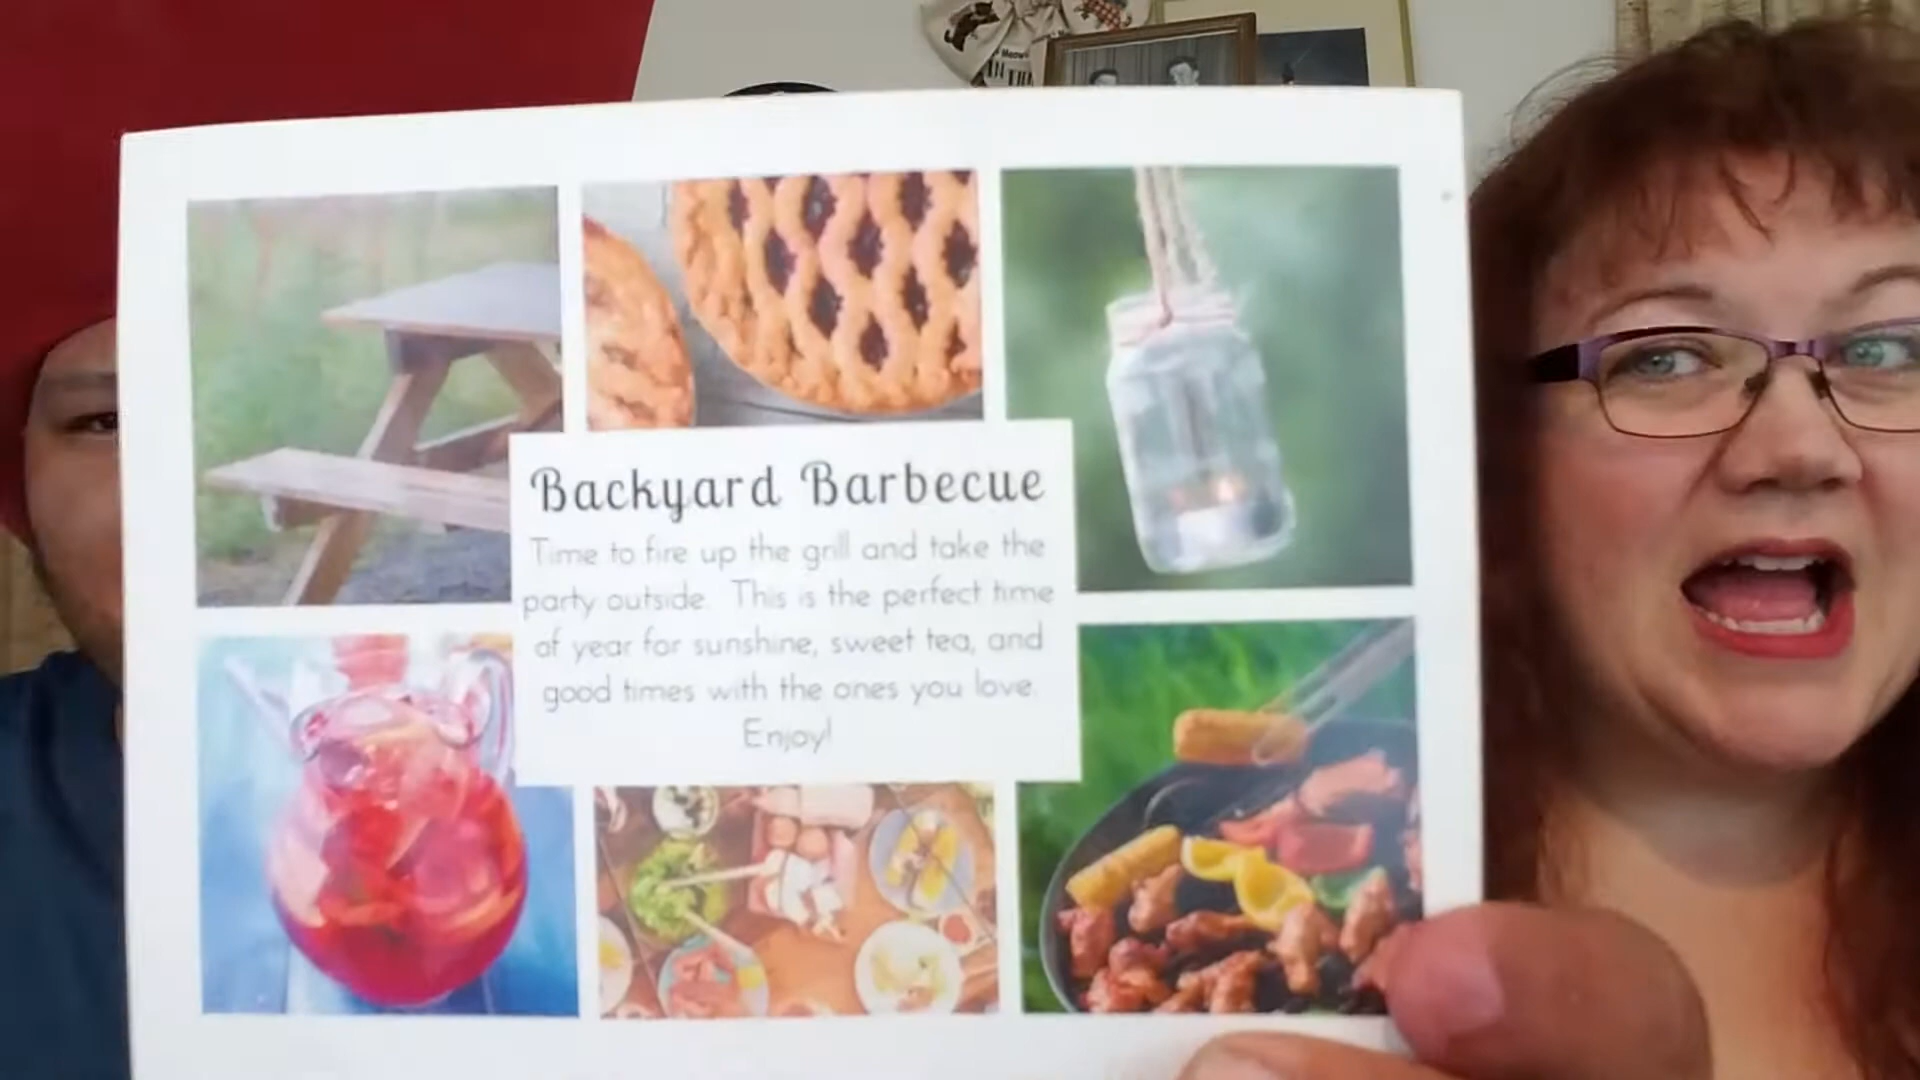 Meow
Backyard Barbecue
Time to fire up the grill and take the
party outside. This is the perfect time
of year for sunshine, sweet tea, and
good times with the ones you love.
Enjoy!